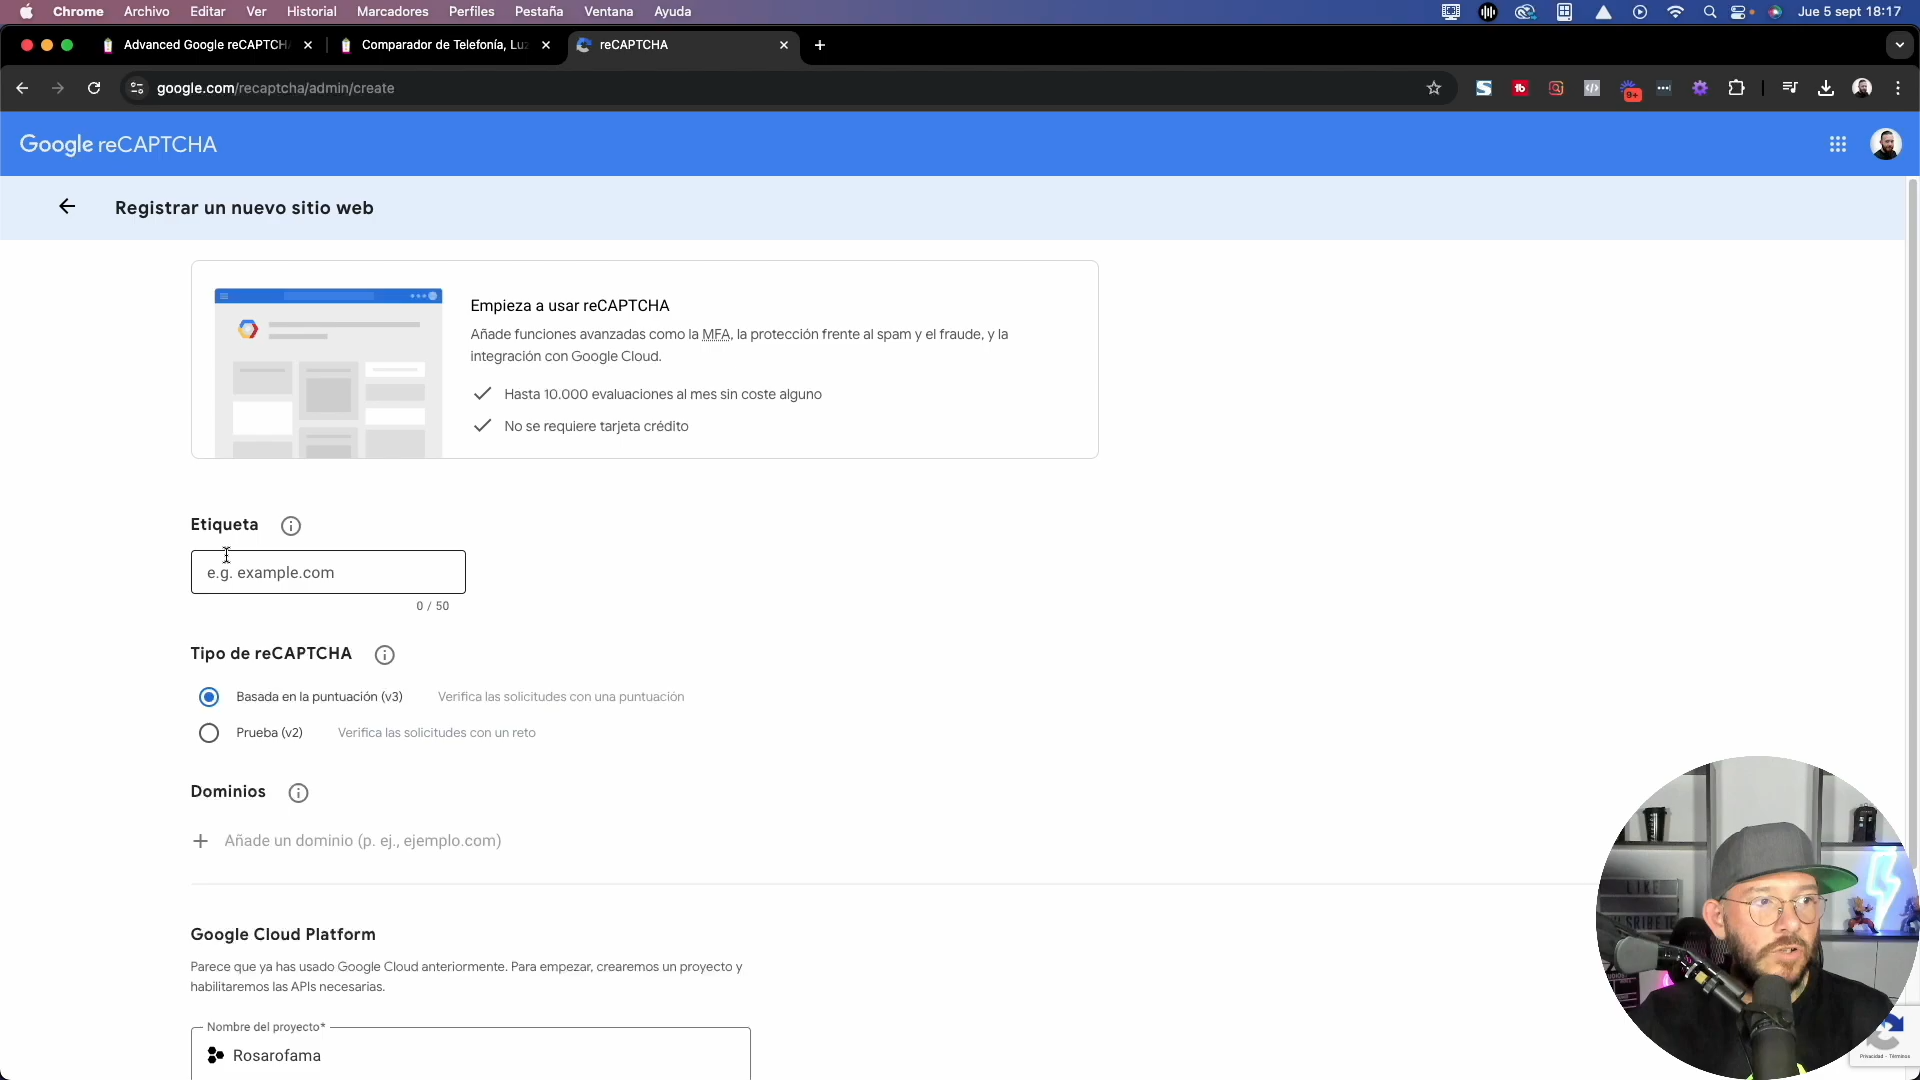 Chrome Archivo Editar Ver Historial Marcadores Perfiles Pestaña Ventana Ayuda Jue 5 sept 18:17
Advanced Google reCAPTCH Comparador de Telefonía, Luz reCAPTCHA
google.com/recaptcha/admin/create 9+
Google reCAPTCHA
Registrar un nuevo sitio web
Empieza a usar reCAPTCHA
Añade funciones avanzadas como la MFA, la protección frente al spam y el fraude, y la
integración con Google Cloud.
Hasta 10.000 evaluaciones al mes sin coste alguno
No se requiere tarjeta crédito
Etiqueta
e.g. example.com
0 / 50
Tipo de reCAPTCHA
Basada en la puntuación (v3) Verifica las solicitudes con una puntuación
Prueba (v2) Verifica las solicitudes con un reto
Dominios
Añade un dominio (p. ej., ejemplo.com)
Google Cloud Platform
Parece que ya has usado Google Cloud anteriormente. Para empezar, crearemos un proyecto y
habilitaremos las APIs necesarias.
Nombre del proyecto*
Rosarofama
Privacidad - Términos